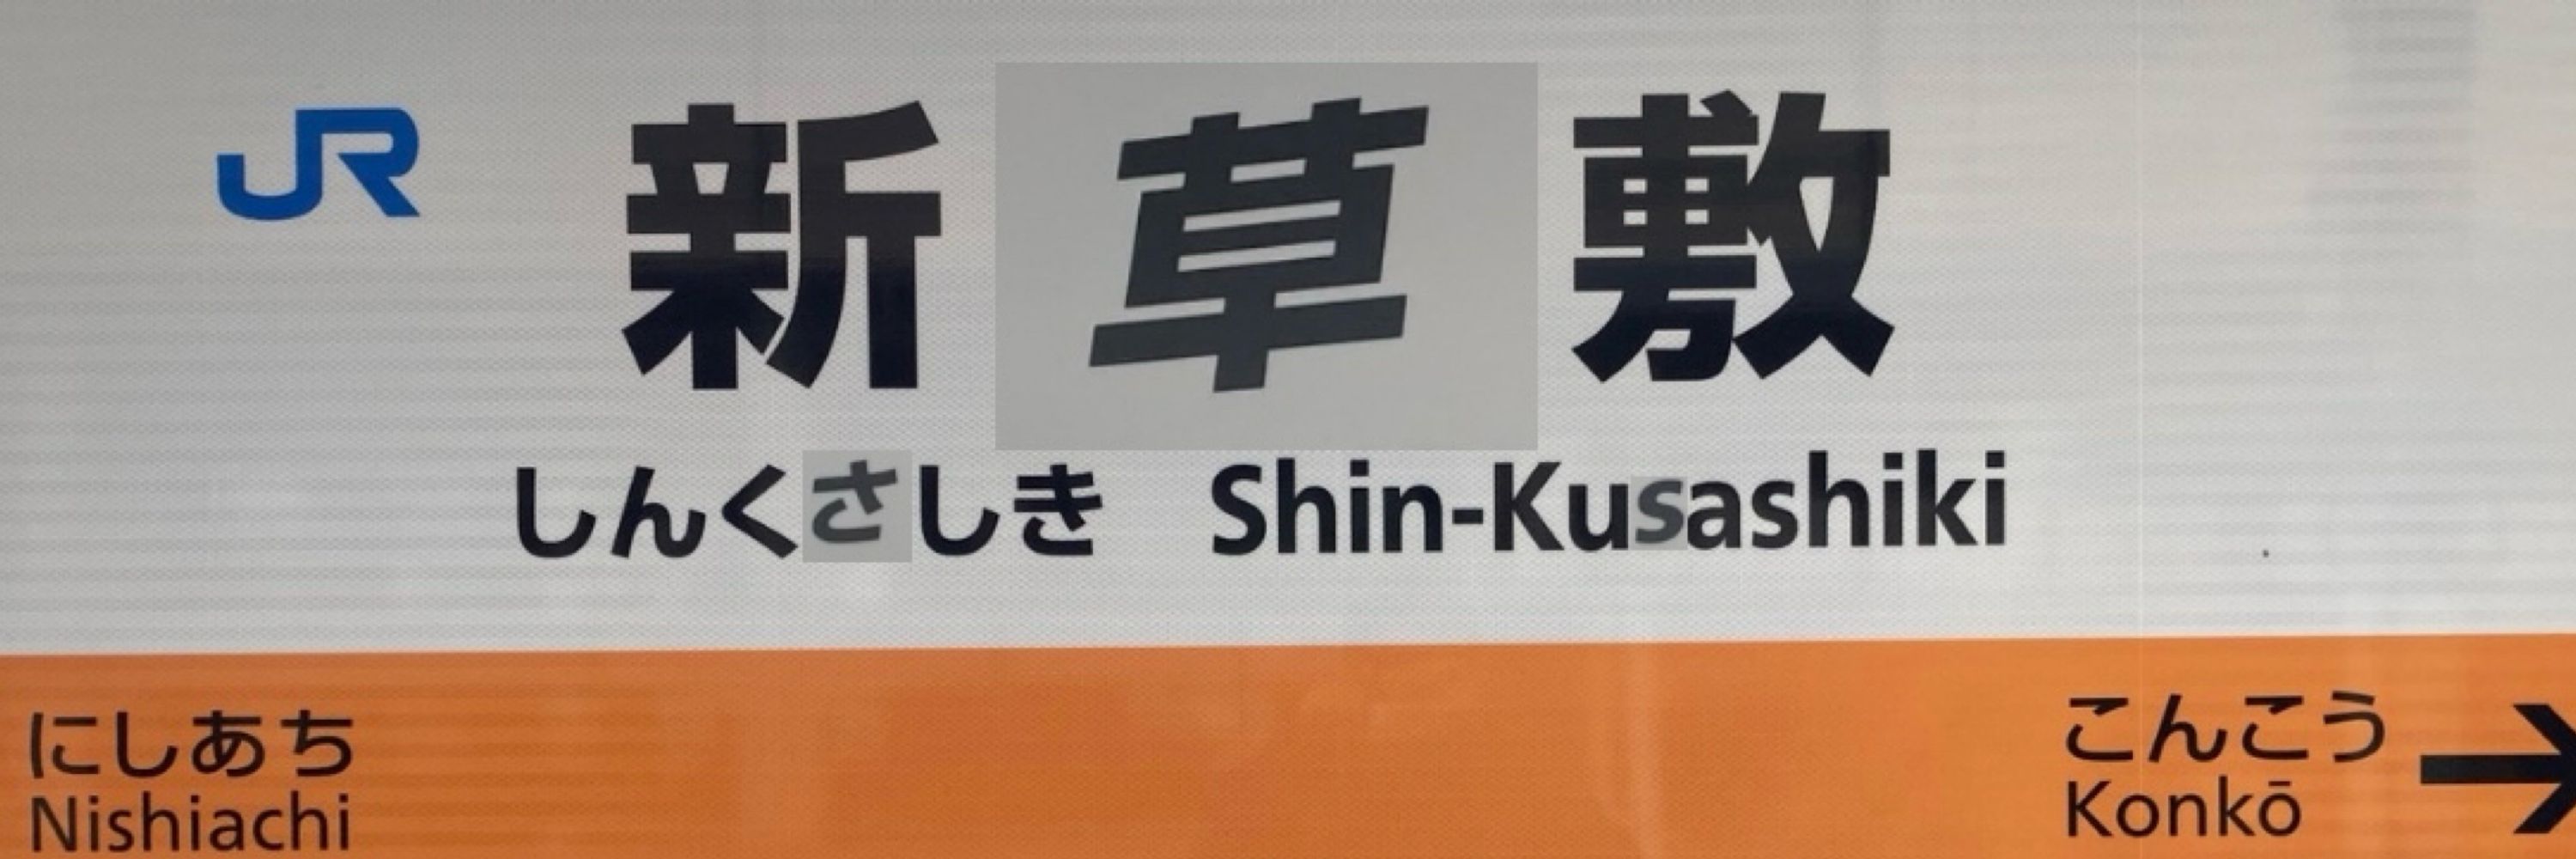 JR
新草敷
しんくさしき Shin-Kusashiki
にしあち
Nishiachi
こんこう
Konkō